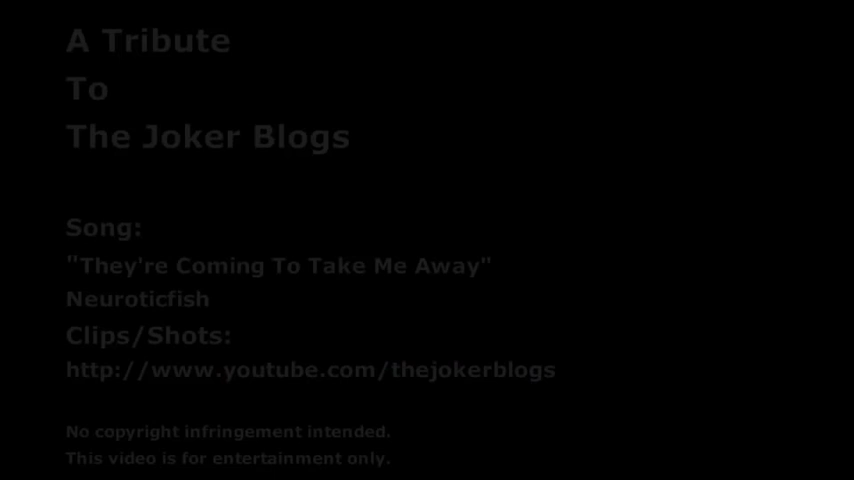 A Tribute
To
The Joker Blogs
Song:
"They're Coming To Take Me Away"
Neuroticfish
Clips/Shots:
http://www.youtube.com/thejokerblogs
No copyright infringement intended.
This video is for entertainment only.